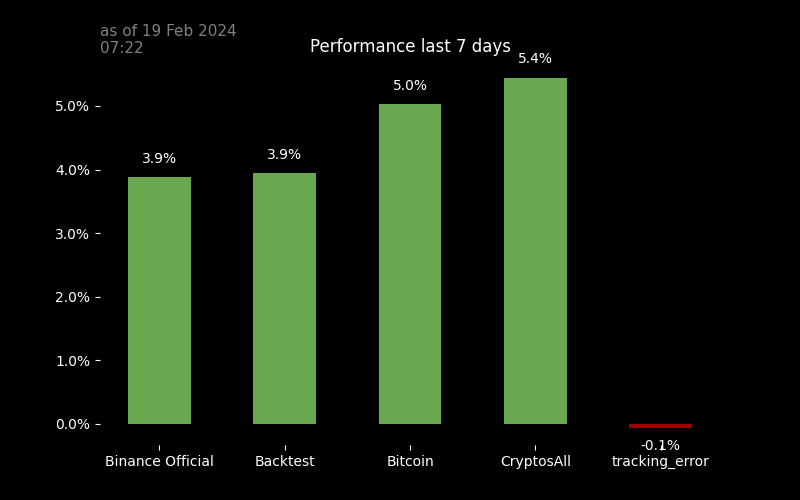 as of 19 Feb 2024
07:22
Performance last 7 days
5.4%
5.0%
3.9%
3.9%
5.0%
4.0%
3.0%
2.0%
1.0%
0.0%
-0.1%
Binance Official
Backtest
Bitcoin
CryptosAll
tracking_error